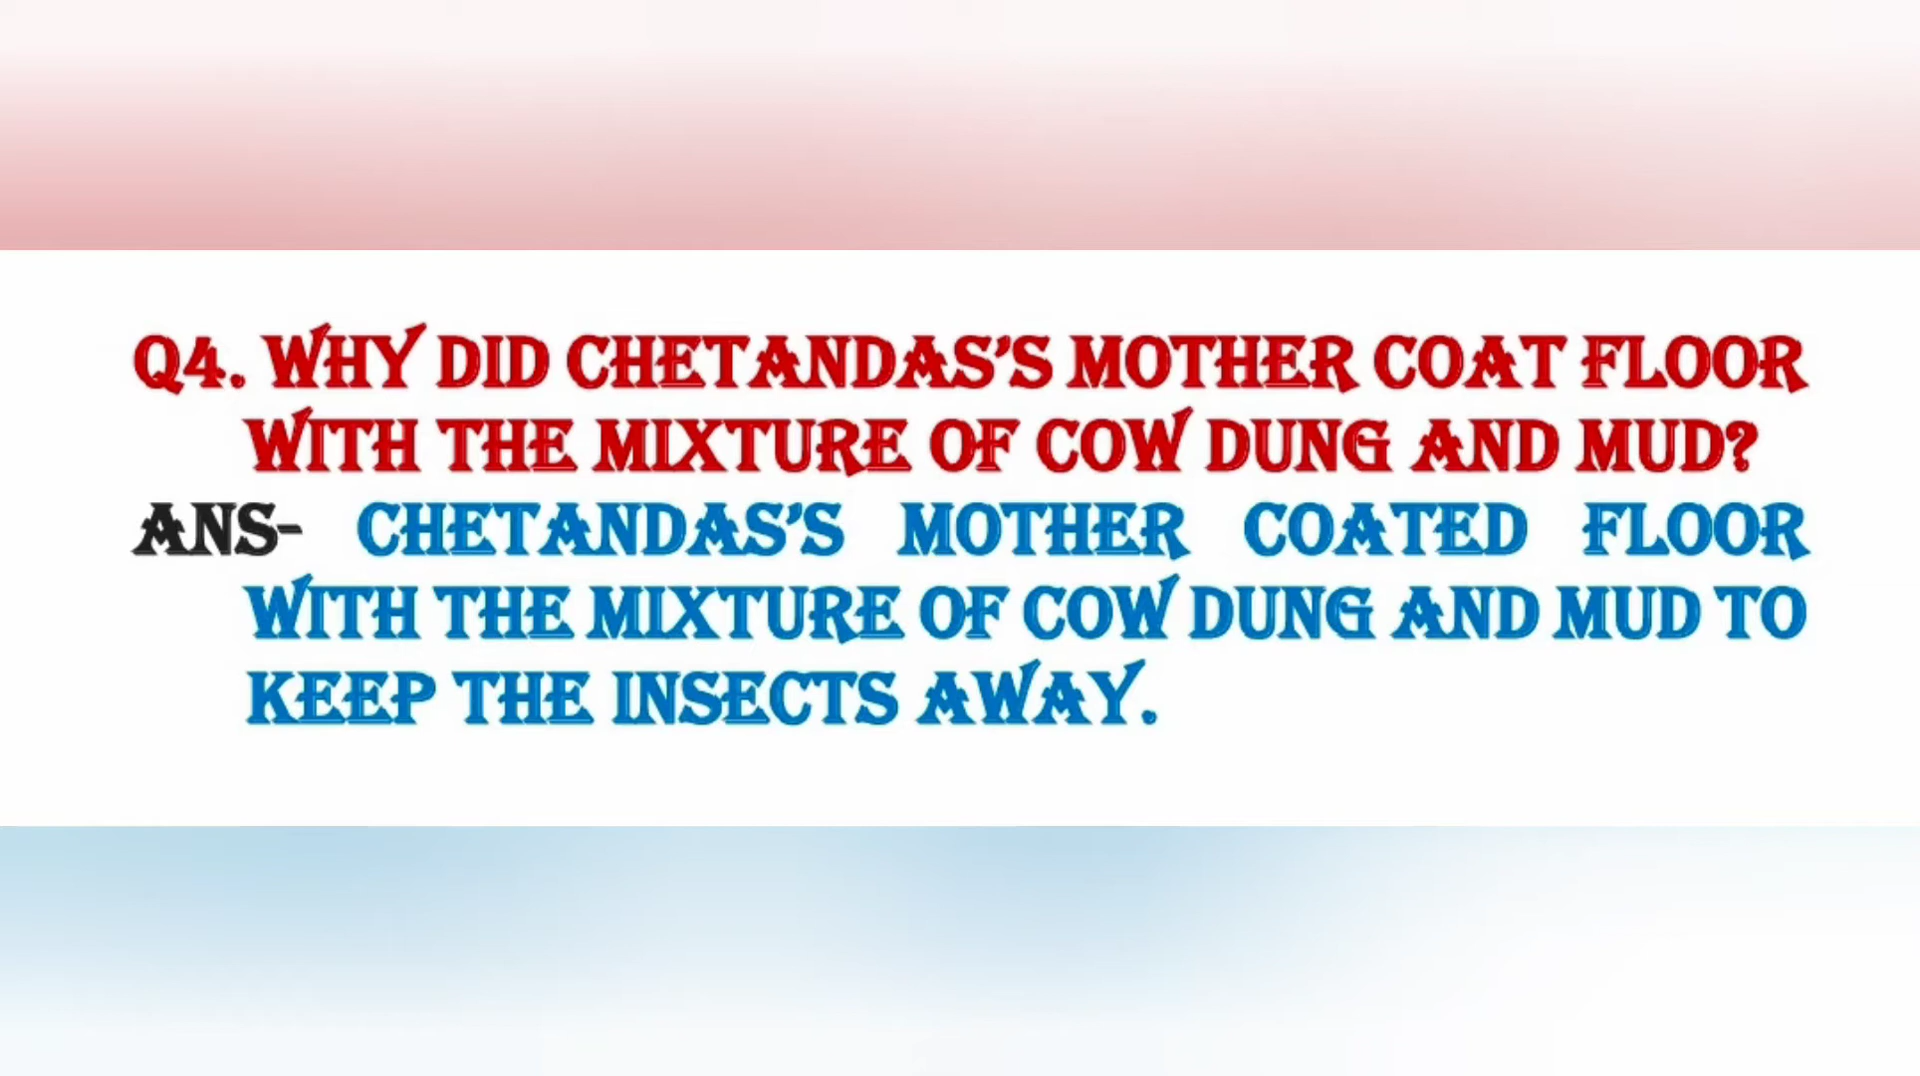 Q4. WHY DID CHETANDAS'S MOTHER COAT FLOOR
WITH THE MIXTURE OF COW DUNG AND MUD?
ANS- CHETANDAS'S MOTHER COATED FLOOR
WITH THE MIXTURE OF COW DUNG AND MUD TO
KEEP THE INSECTS AWAY.